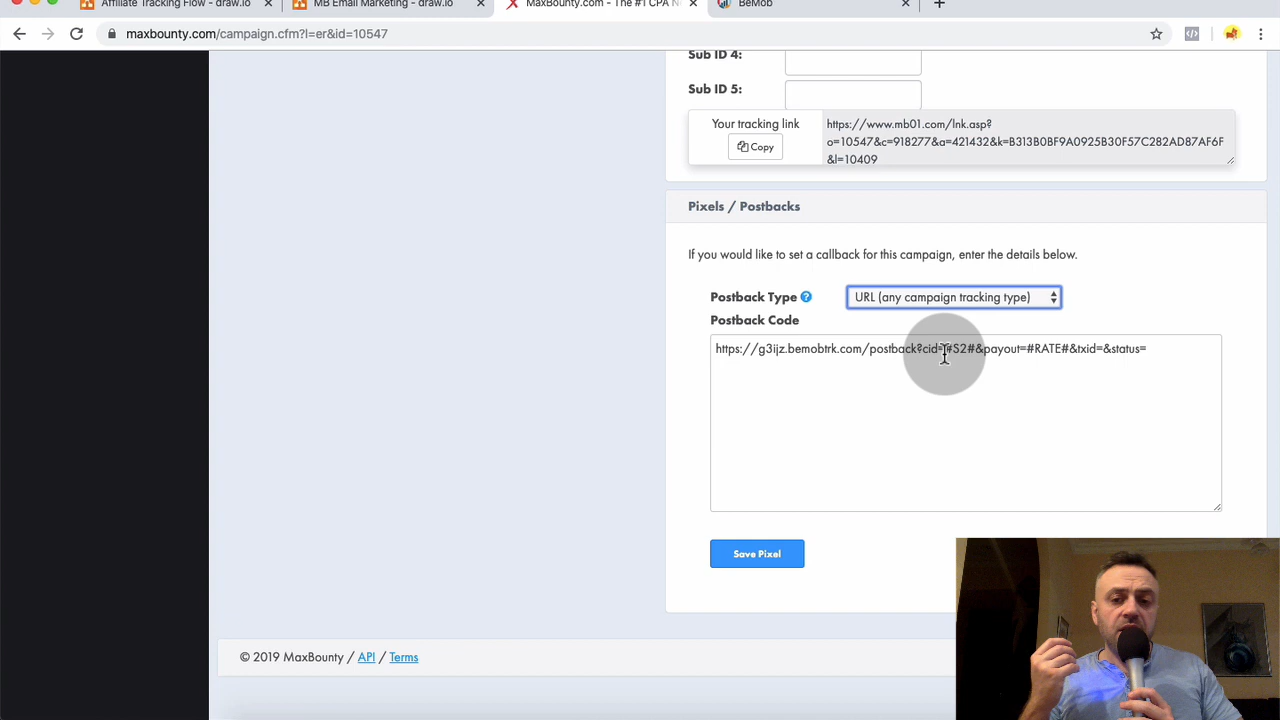 Affiliate Tracking Flow - draw.io
MB Email Marketing - draw.io
MaxBounty.com - The #1 CPA N
BeMob
maxbounty.com/campaign.cfm?l=er&id=10547
Sub ID 4:
Sub ID 5:
Your tracking link
Copy
https://www.mb01.com/lnk.asp?
o=10547&c=918277&a=421432&k=B313B0BF9A0925B30F57C282AD87AF6F
&l=10409
Pixels / Postbacks
If you would like to set a callback for this campaign, enter the details below.
Postback Type
URL (any campaign tracking type)
Postback Code
https://g3ijz.bemobtrk.com/postback?cid=#S2#&payout=#RATE#&txid=&status=
Save Pixel
© 2019 MaxBounty / API / Terms